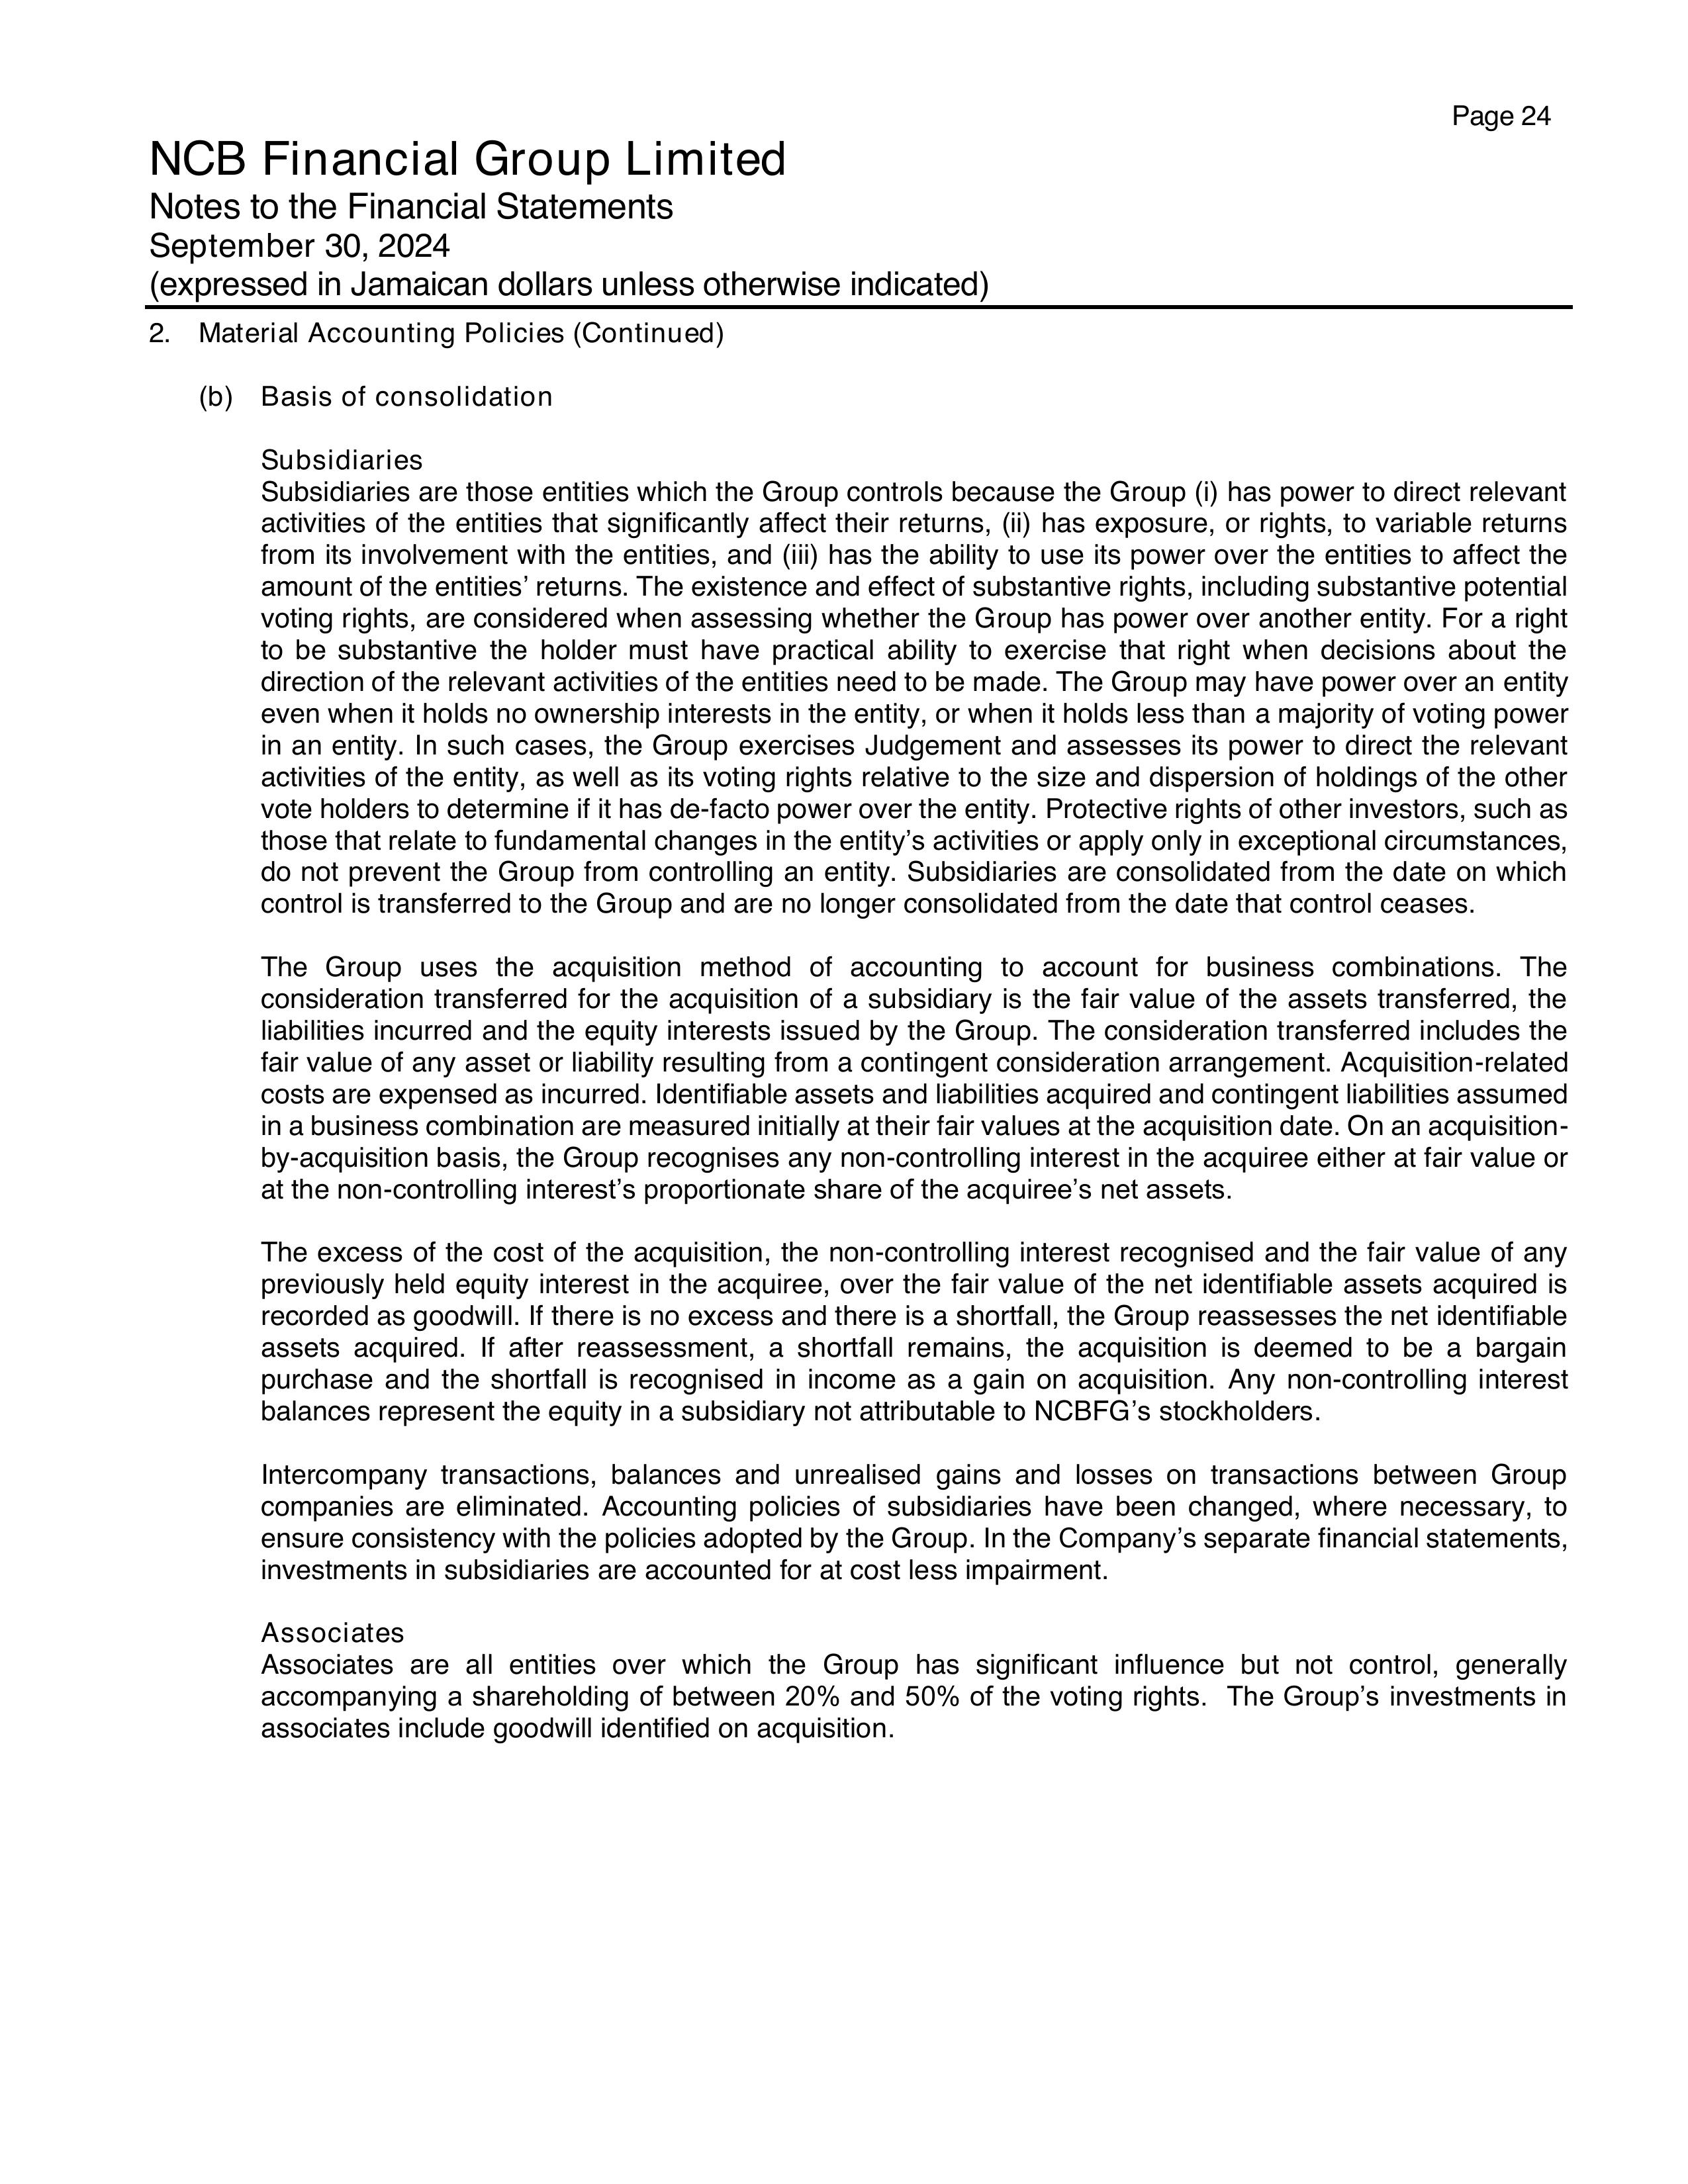 Page 24
NCB Financial Group Limited
Notes to the Financial Statements
September 30, 2024
(expressed in Jamaican dollars unless otherwise indicated)
2. Material Accounting Policies (Continued)
(b) Basis of consolidation
Subsidiaries
Subsidiaries are those entities which the Group controls because the Group (i) has power to direct relevant
activities of the entities that significantly affect their returns, (ii) has exposure, or rights, to variable returns
from its involvement with the entities, and (iii) has the ability to use its power over the entities to affect the
amount of the entities’ returns. The existence and effect of substantive rights, including substantive potential
voting rights, are considered when assessing whether the Group has power over another entity. For a right
to be substantive the holder must have practical ability to exercise that right when decisions about the
direction of the relevant activities of the entities need to be made. The Group may have power over an entity
even when it holds no ownership interests in the entity, or when it holds less than a majority of voting power
in an entity. In such cases, the Group exercises Judgement and assesses its power to direct the relevant
activities of the entity, as well as its voting rights relative to the size and dispersion of holdings of the other
vote holders to determine if it has de-facto power over the entity. Protective rights of other investors, such as
those that relate to fundamental changes in the entity’s activities or apply only in exceptional circumstances,
do not prevent the Group from controlling an entity. Subsidiaries are consolidated from the date on which
control is transferred to the Group and are no longer consolidated from the date that control ceases.
The Group uses the acquisition method of accounting to account for business combinations. The
consideration transferred for the acquisition of a subsidiary is the fair value of the assets transferred, the
liabilities incurred and the equity interests issued by the Group. The consideration transferred includes the
fair value of any asset or liability resulting from a contingent consideration arrangement. Acquisition-related
costs are expensed as incurred. Identifiable assets and liabilities acquired and contingent liabilities assumed
in a business combination are measured initially at their fair values at the acquisition date. On an acquisition-
by-acquisition basis, the Group recognises any non-controlling interest in the acquiree either at fair value or
at the non-controlling interest’s proportionate share of the acquiree’s net assets.
The excess of the cost of the acquisition, the non-controlling interest recognised and the fair value of any
previously held equity interest in the acquiree, over the fair value of the net identifiable assets acquired is
recorded as goodwill. If there is no excess and there is a shortfall, the Group reassesses the net identifiable
assets acquired. If after reassessment, a shortfall remains, the acquisition is deemed to be a bargain
purchase and the shortfall is recognised in income as a gain on acquisition. Any non-controlling interest
balances represent the equity in a subsidiary not attributable to NCBFG’s stockholders.
Intercompany transactions, balances and unrealised gains and losses on transactions between Group
companies are eliminated. Accounting policies of subsidiaries have been changed, where necessary, to
ensure consistency with the policies adopted by the Group. In the Company’s separate financial statements,
investments in subsidiaries are accounted for at cost less impairment.
Associates
Associates are all entities over which the Group has significant influence but not control, generally
accompanying a shareholding of between 20% and 50% of the voting rights. The Group’s investments in
associates include goodwill identified on acquisition.